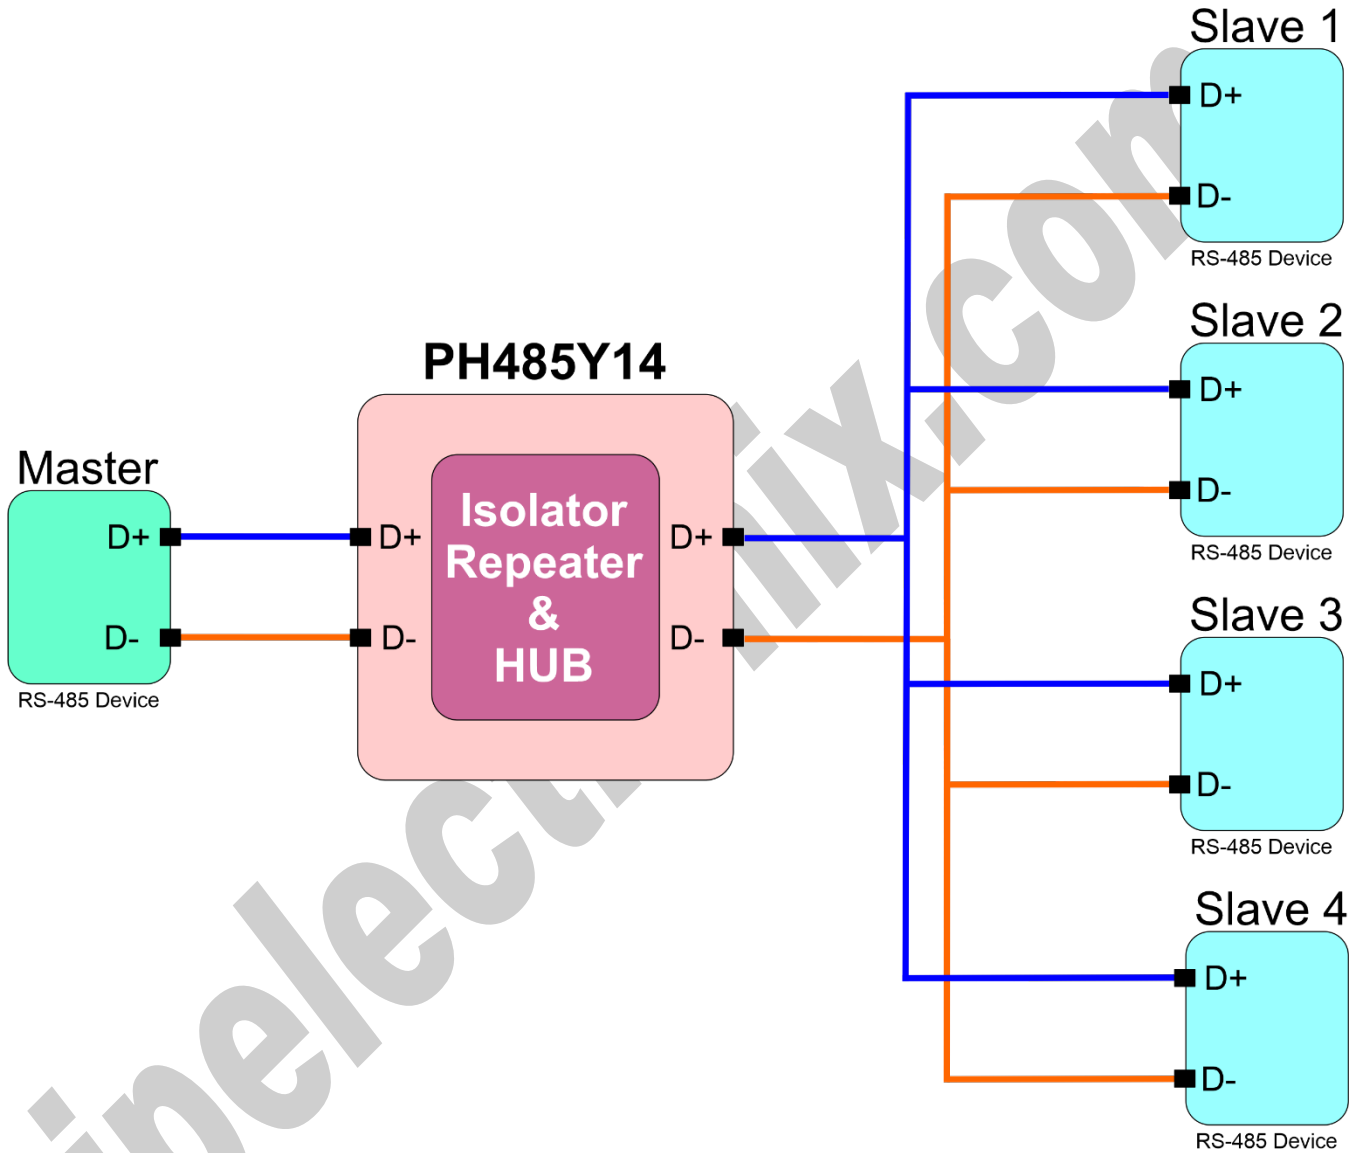 Master
D+
D-
RS-485 Device
PH485Y14
D+
D-
Isolator
Repeater
&
HUB
D+
D-
Slave 1
D+
D-
RS-485 Device
Slave 2
D+
D-
RS-485 Device
Slave 3
D+
D-
RS-485 Device
Slave 4
D+
D-
RS-485 Device